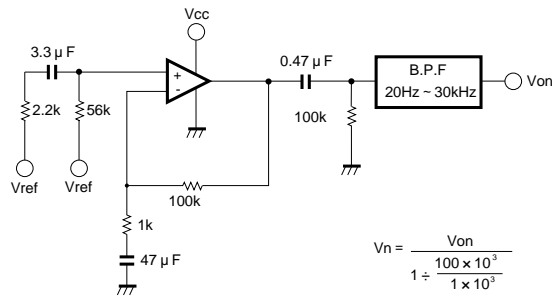 Vcc
3.3 μ F
0.47 μ F
+
-
B.P.F
20Hz ~ 30kHz
Von
2.2k
56k
100k
Vref
Vref
100k
1k
47 μ F
Vn = Von
1 ÷ 100 × 10³
1 × 10³